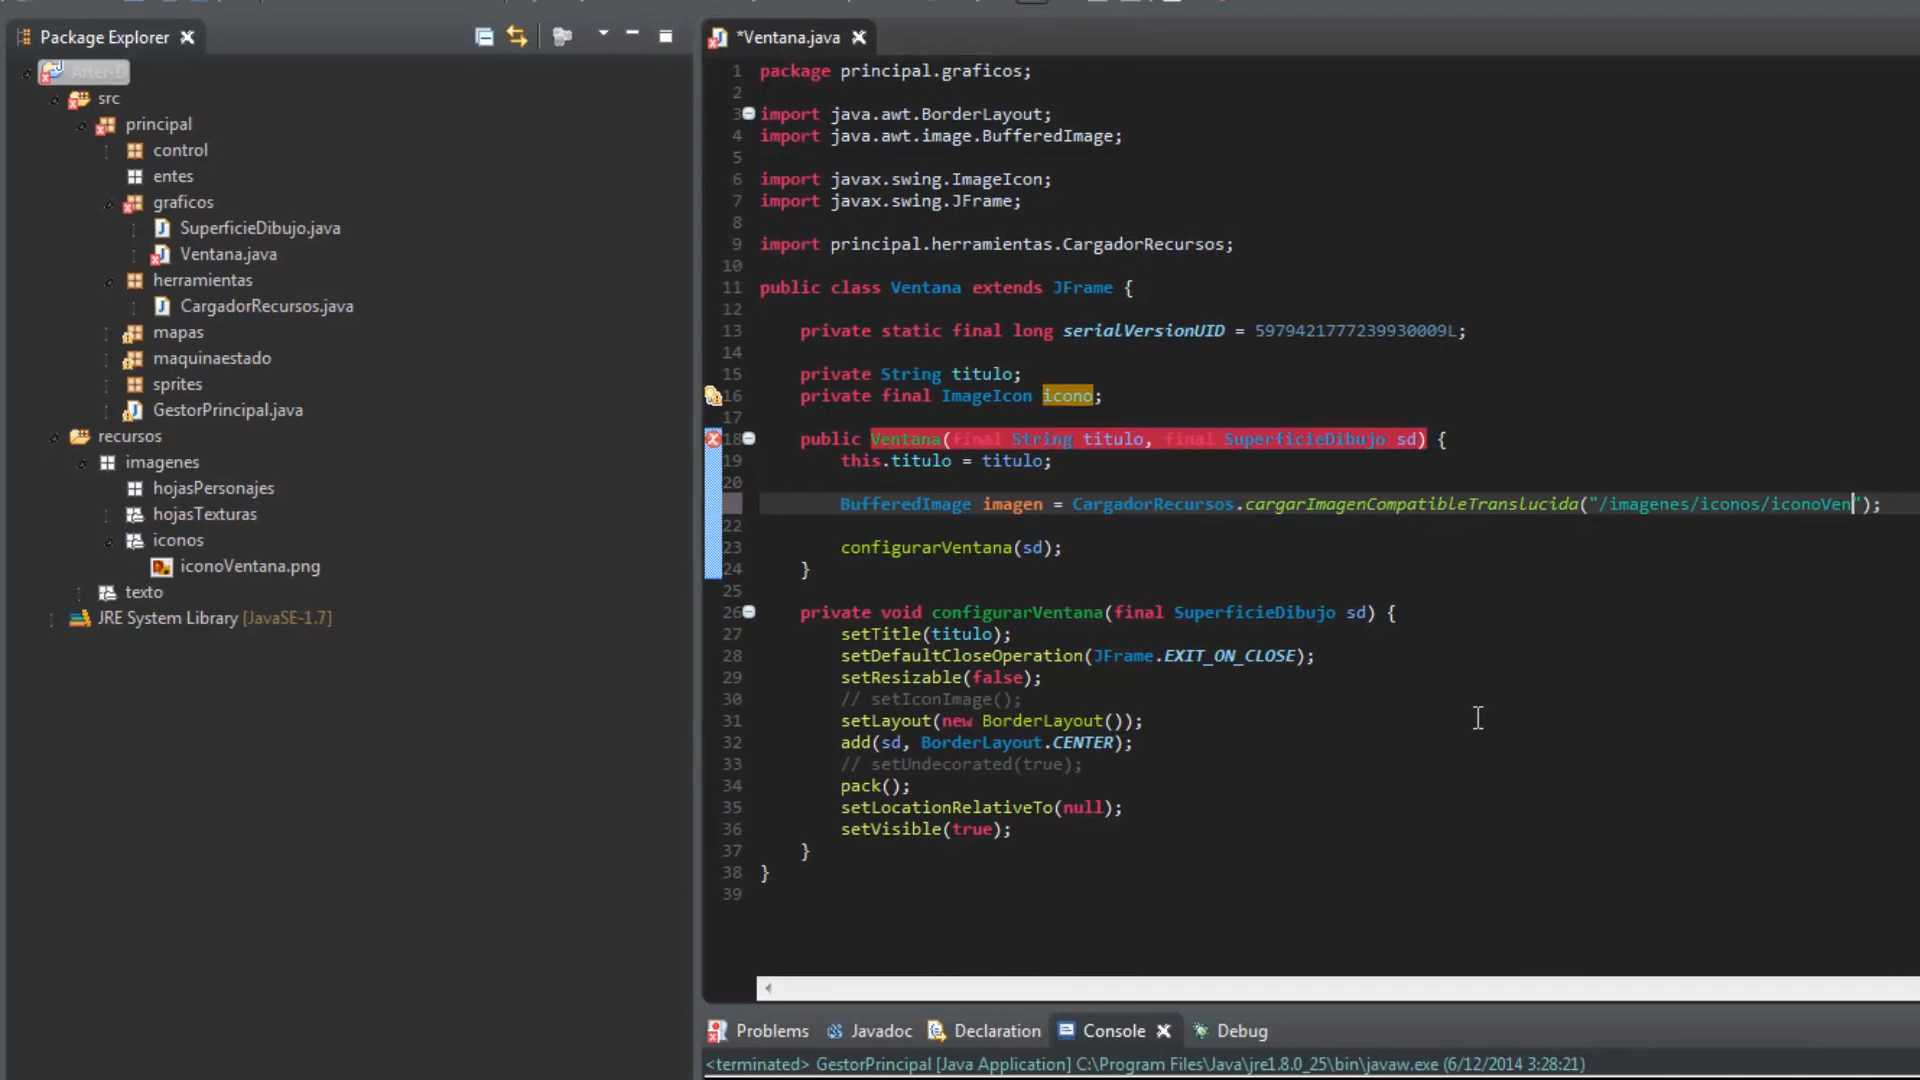 Package Explorer
Arter-D
src
principal
control
entes
graficos
SuperficieDibujo.java
Ventana.java
herramientas
CargadorRecursos.java
mapas
maquinaestado
sprites
GestorPrincipal.java
recursos
imagenes
hojasPersonajes
hojasTexturas
iconos
iconoVentana.png
texto
JRE System Library [JavaSE-1.7]
*Ventana.java
1 package principal.graficos;
2
3 import java.awt.BorderLayout;
4 import java.awt.image.BufferedImage;
5
6 import javax.swing.ImageIcon;
7 import javax.swing.JFrame;
8
9 import principal.herramientas.CargadorRecursos;
10
11 public class Ventana extends JFrame {
12
13 private static final long serialVersionUID = 5979421777239930009L;
14
15 private String titulo;
16 private final ImageIcon icono;
17
18 public Ventana(final String titulo, final SuperficieDibujo sd) {
19 this.titulo = titulo;
20
BufferedImage imagen = CargadorRecursos.cargarImagenCompatibleTranslucida("/imagenes/iconos/iconoVen");
22
23 configurarVentana(sd);
24 }
25
26 private void configurarVentana(final SuperficieDibujo sd) {
27 setTitle(titulo);
28 setDefaultCloseOperation(JFrame.EXIT_ON_CLOSE);
29 setResizable(false);
30 // setIconImage();
31 setLayout(new BorderLayout());
32 add(sd, BorderLayout.CENTER);
33 // setUndecorated(true);
34 pack();
35 setLocationRelativeTo(null);
36 setVisible(true);
37 }
38 }
39
Problems Javadoc Declaration Console Debug
<terminated> GestorPrincipal [Java Application] C:\Program Files\Java\jre1.8.0_25\bin\javaw.exe (6/12/2014 3:28:21)